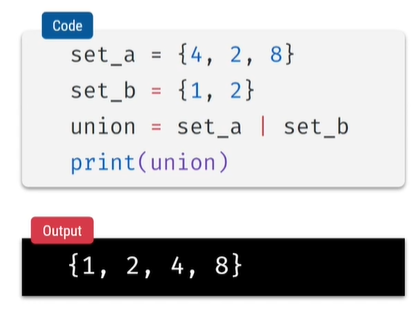 Code
set_a = {4, 2, 8}
set_b = {1, 2}
union = set_a | set_b
print(union)
Output
{1, 2, 4, 8}